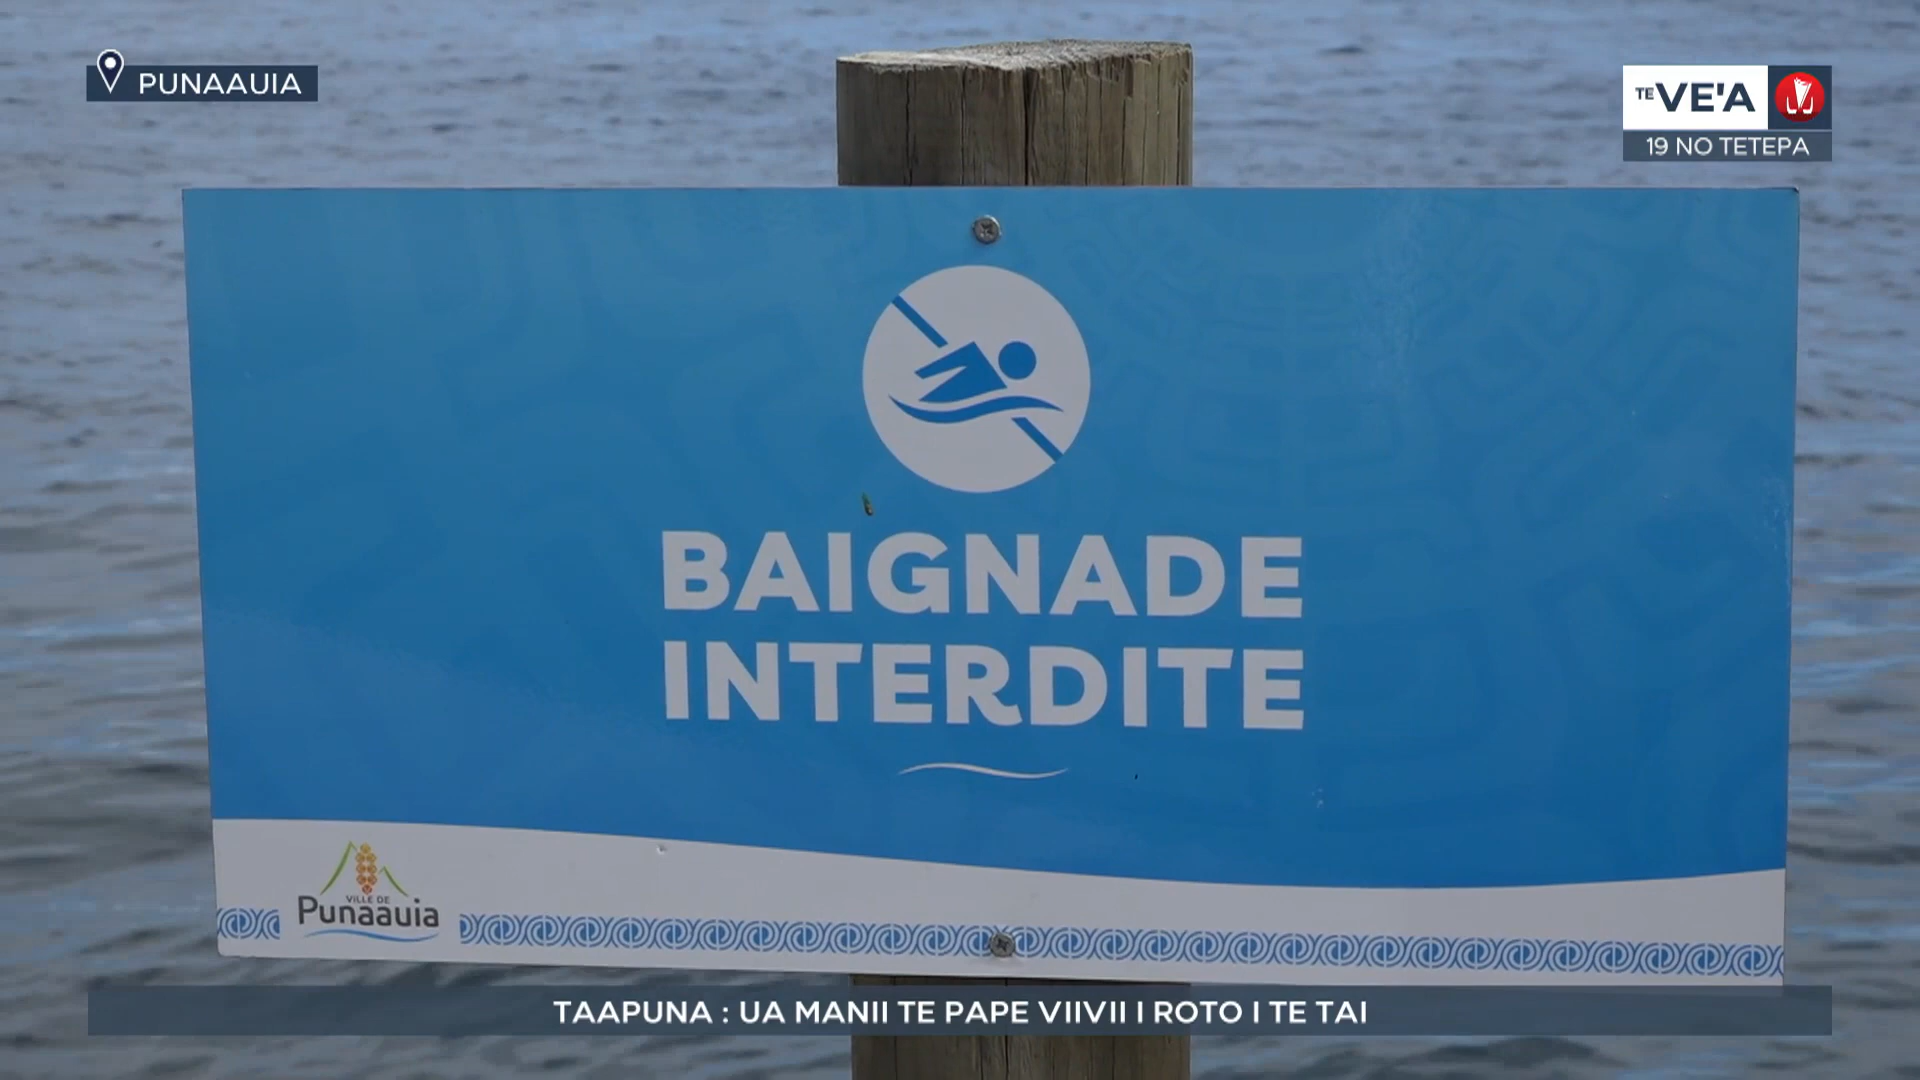 PUNAAUIA
TE VE'A
19 NO TETEPA
BAIGNADE
INTERDITE
VILLE DE
Punaauia
TAAPUNA : UA MANII TE PAPE VIIVII I ROTO I TE TAI